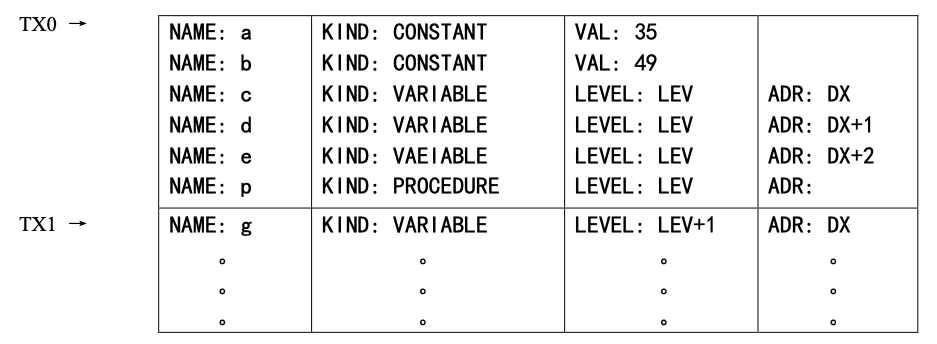 TX0 → NAME: a KIND: CONSTANT VAL: 35
NAME: b KIND: CONSTANT VAL: 49
NAME: c KIND: VARIABLE LEVEL: LEV ADR: DX
NAME: d KIND: VARIABLE LEVEL: LEV ADR: DX+1
NAME: e KIND: VAEIABLE LEVEL: LEV ADR: DX+2
NAME: p KIND: PROCEDURE LEVEL: LEV ADR:
TX1 → NAME: g KIND: VARIABLE LEVEL: LEV+1 ADR: DX
。 。 。 。
。 。 。 。
。 。 。 。